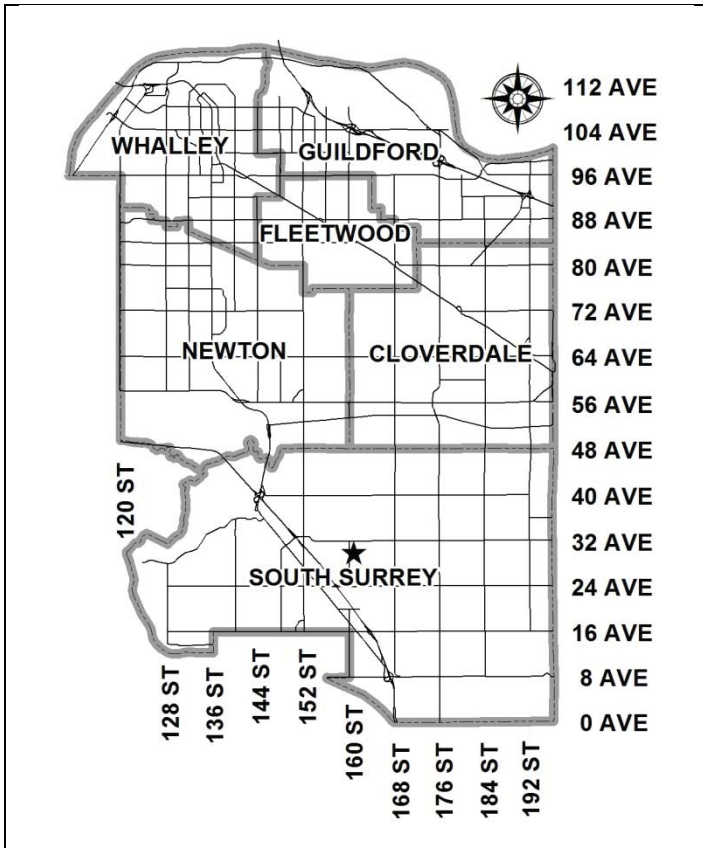 112 AVE
104 AVE
WHALLEY
GUILDFORD
96 AVE
88 AVE
FLEETWOOD
80 AVE
72 AVE
NEWTON
CLOVERDALE
64 AVE
56 AVE
48 AVE
120 ST
40 AVE
32 AVE
SOUTH SURREY
24 AVE
16 AVE
128 ST
136 ST
144 ST
152 ST
8 AVE
160 ST
0 AVE
168 ST
176 ST
184 ST
192 ST